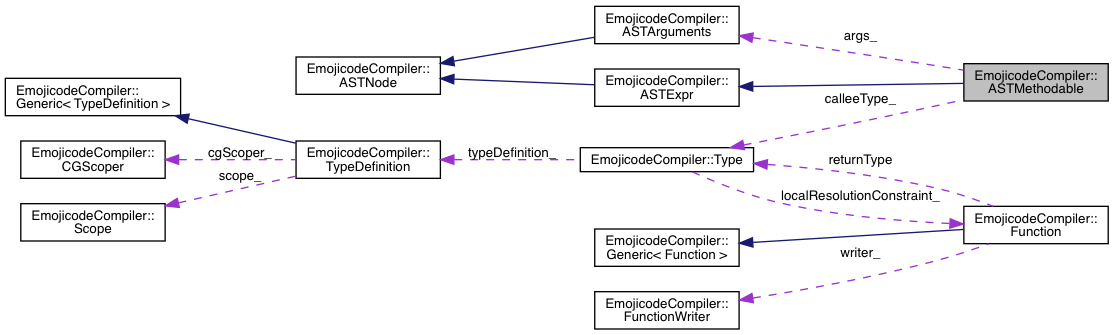 EmojicodeCompiler::
ASTArguments
args_
EmojicodeCompiler::
ASTNode
EmojicodeCompiler::
ASTExpr
EmojicodeCompiler::
ASTMethodable
EmojicodeCompiler::
Generic< TypeDefinition >
calleeType_
EmojicodeCompiler::
CGScoper
cgScoper_
EmojicodeCompiler::
TypeDefinition
typeDefinition_
EmojicodeCompiler::Type
returnType
scope_
localResolutionConstraint_
EmojicodeCompiler::
Scope
EmojicodeCompiler::
Function
EmojicodeCompiler::
Generic< Function >
writer_
EmojicodeCompiler::
FunctionWriter